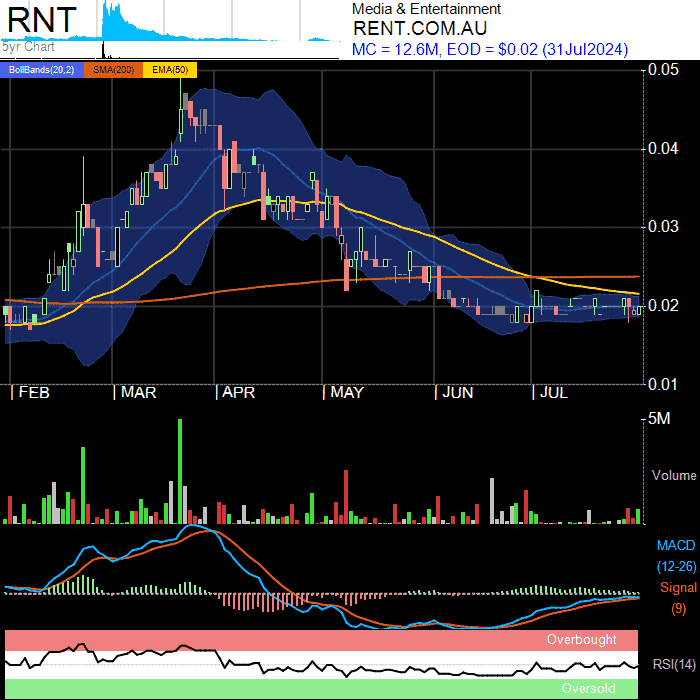 RNT
5yr Chart
Media & Entertainment
RENT.COM.AU
MC = 12.6M, EOD = $0.02 (31Jul2024)
BollBands(20,2) SMA(200) EMA(50)
0.05
0.04
0.03
0.02
0.01
FEB MAR APR MAY JUN JUL
5M
Volume
MACD
(12-26)
Signal
(9)
Overbought
RSI(14)
Oversold